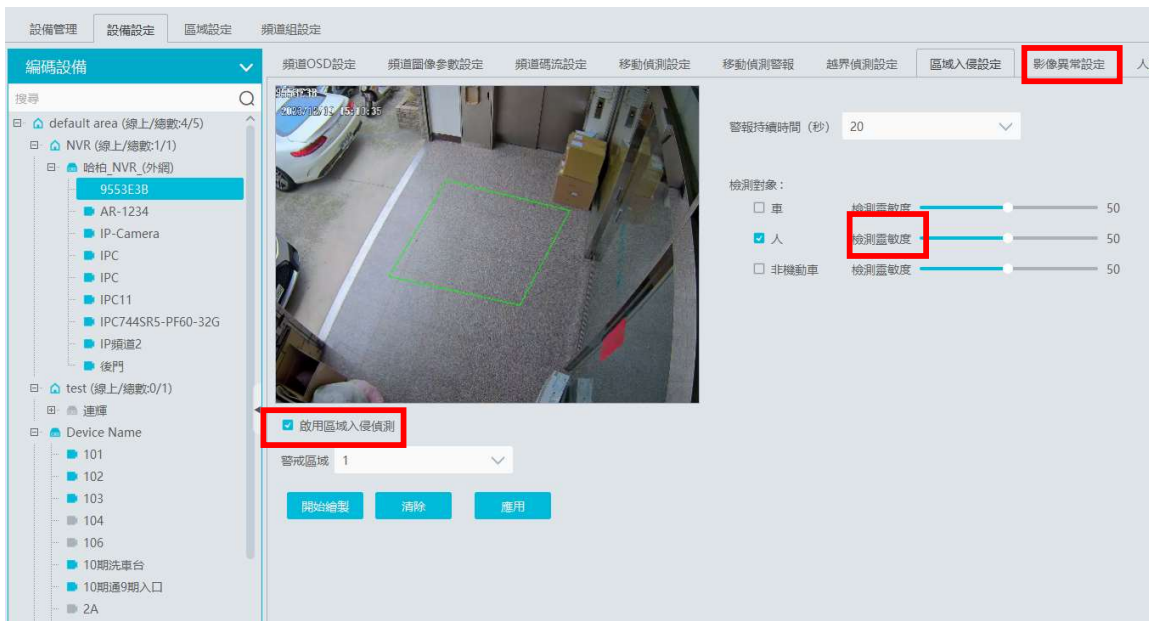 設備管理 設備設定 區域設定 頻道組設定
編碼設備
頻道OSD設定 頻道圖像參數設定 頻道碼流設定 移動偵測設定 移動偵測警報 越界偵測設定 區域入侵設定 影像異常設定 人
搜尋
default area (線上/總數:4/5)
NVR (線上/總數:1/1)
哈柏_NVR_(外網)
9553E3B
AR-1234
IP-Camera
IPC
IPC
IPC11
IPC744SR5-PF60-32G
IP頻道2
後門
test (線上/總數:0/1)
連輝
Device Name
101
102
103
104
106
10期洗車台
10期通9期入口
2A
警報持續時間 (秒) 20
檢測對象：
車 檢測靈敏度 50
人 檢測靈敏度 50
非機動車 檢測靈敏度 50
啟用區域入侵偵測
警戒區域 1
開始繪製 清除 應用